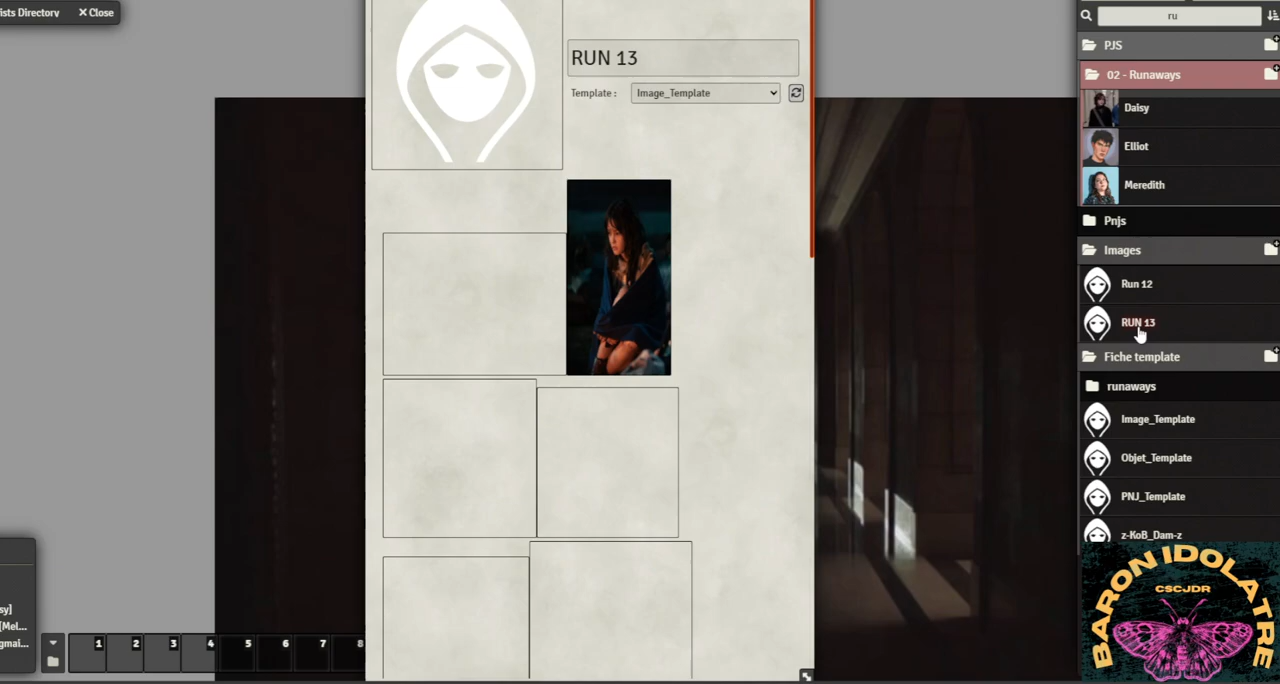 ists Directory ✕ Close
RUN 13
Template :
Image_Template
ru
PJS
02 - Runaways
Daisy
Elliot
Meredith
Pnjs
Images
Run 12
RUN 13
Fiche template
runaways
Image_Template
Objet_Template
PNJ_Template
z-KoB_Dam-z
BARON IDOLATRE
CSCJDR
sy]
[Mel...
gmai...
1 2 3 4 5 6 7 8